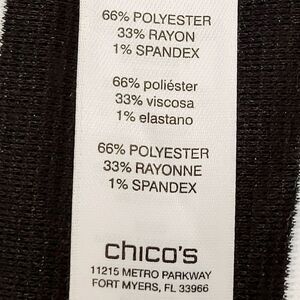 66% POLYESTER
33% RAYON
1% SPANDEX
66% poliéster
33% viscosa
1% elastano
66% POLYESTER
33% RAYONNE
1% SPANDEX
chico's
11215 METRO PARKWAY
FORT MYERS, FL 33966